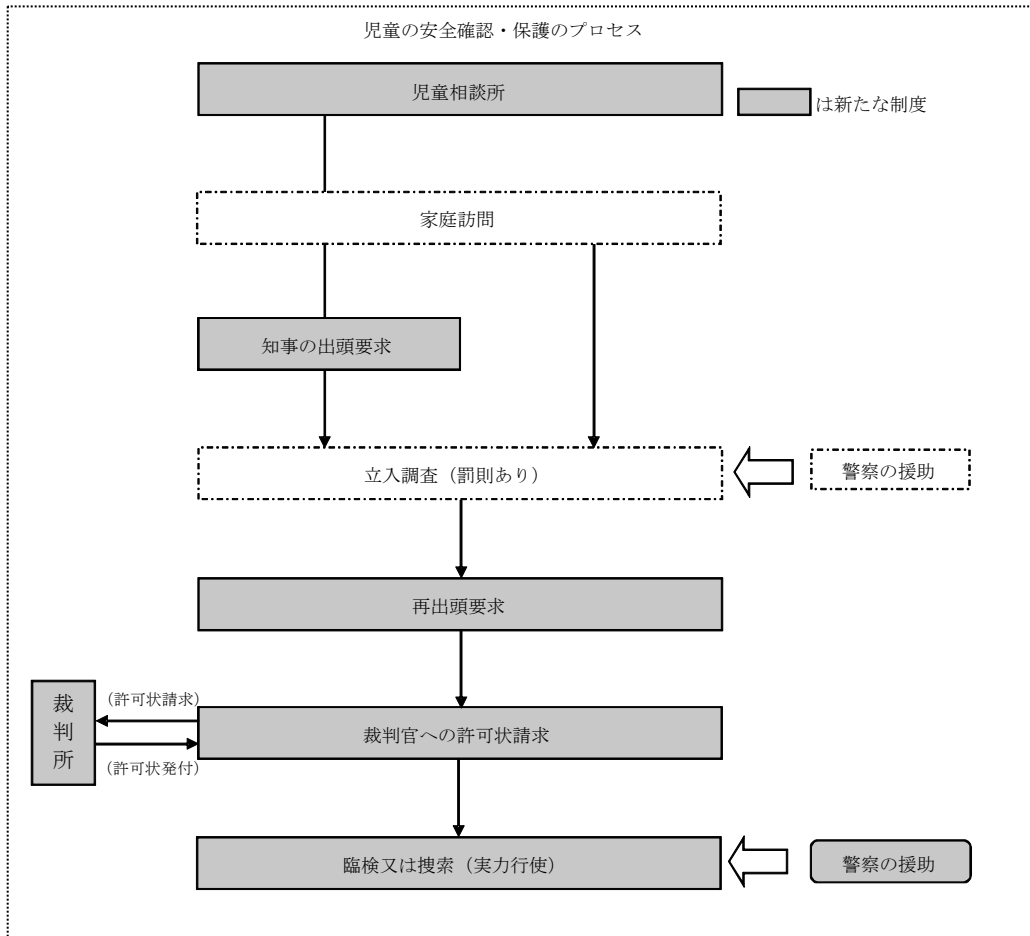 児童の安全確認・保護のプロセス
児童相談所
は新たな制度
家庭訪問
知事の出頭要求
立入調査（罰則あり）
警察の援助
再出頭要求
裁判所
（許可状請求）
裁判官への許可状請求
（許可状発付）
臨検又は捜索（実力行使）
警察の援助